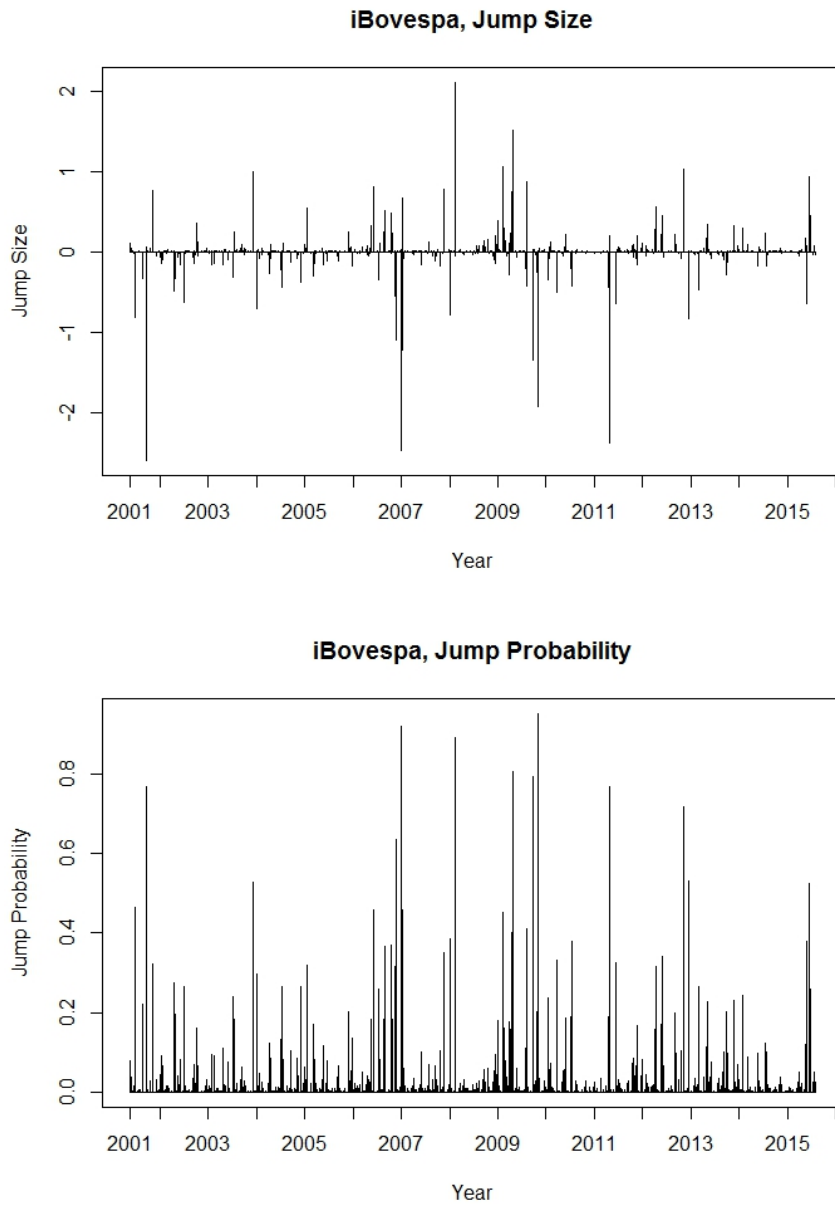 iBovespa, Jump Size
Jump Size
2
1
0
-1
-2
2001 2003 2005 2007 2009 2011 2013 2015
Year
iBovespa, Jump Probability
Jump Probability
0.8
0.6
0.4
0.2
0.0
2001 2003 2005 2007 2009 2011 2013 2015
Year